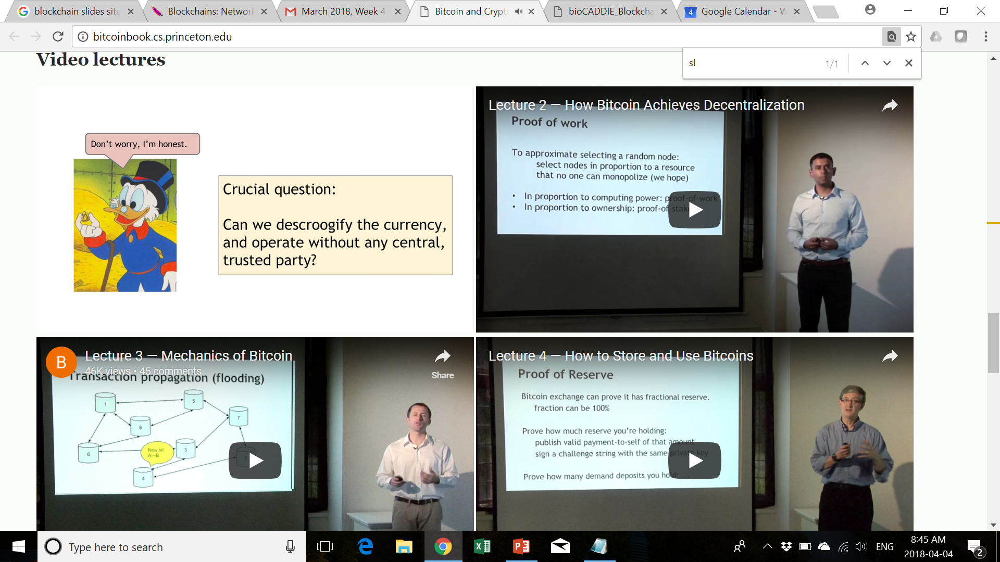 blockchain slides site
Blockchains: Networ
March 2018, Week 4
Bitcoin and Crypt
bioCADDIE_Blockcha
4
Google Calendar - W
bitcoinbook.cs.princeton.edu
sl
1/1
Video lectures
Don't worry, I'm honest.
Crucial question:
Can we descroogify the currency,
and operate without any central,
trusted party?
Lecture 2 — How Bitcoin Achieves Decentralization
Proof of work
To approximate selecting a random node:
select nodes in proportion to a resource
that no one can monopolize (we hope)
• In proportion to computing power: proof-of-work
• In proportion to ownership: proof-of-stake
B
Lecture 3 — Mechanics of Bitcoin
46K views • 45 comments
Share
Transaction propagation (flooding)
1
5
7
8
3
6
New tx!
A→B
2
4
Lecture 4 — How to Store and Use Bitcoins
Proof of Reserve
Bitcoin exchange can prove it has fractional reserve.
fraction can be 100%
Prove how much reserve you're holding:
publish valid payment-to-self of that amount
sign a challenge string with the same private key
Prove how many demand deposits you hold: ...
Type here to search
ENG
8:45 AM
2018-04-04
2